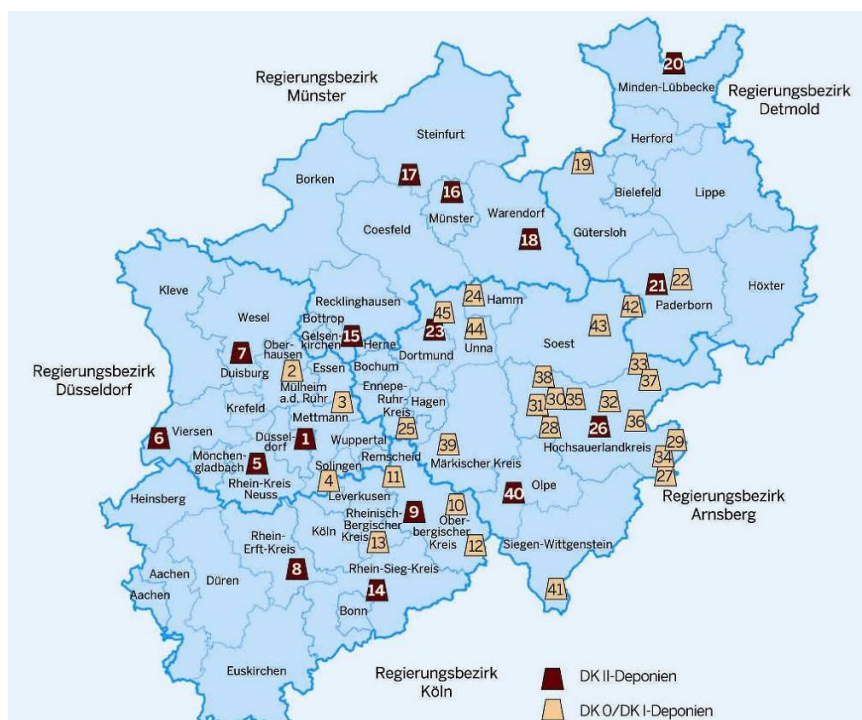 20
Regierungsbezirk
Münster
Minden-Lübbecke
Regierungsbezirk
Detmold
Steinfurt
Herford
19
17
Borken
16
Bielefeld
Lippe
Münster
Warendorf
Coesfeld
18
Gütersloh
Kleve
22
21
Höxter
Recklinghausen
24
Hamm
42
Paderborn
Wesel
Bottrop
45
43
Gelsen-
kirchen
15
Herne
23
44
Soest
7
Ober-
hausen
Dortmund
Unna
Regierungsbezirk
Düsseldorf
Duisburg
2
Essen
Bochum
33
Mülheim
a.d. Ruhr
38
37
Ennepe-
Ruhr-
Kreis
Krefeld
3
Hagen
31
30
35
32
Mettmann
6
Viersen
Düssel-
dorf
1
Wuppertal
25
28
26
36
Mönchen-
gladbach
5
Remscheid
39
Hochsauerlandkreis
29
Solingen
Märkischer Kreis
34
Rhein-Kreis
Neuss
4
11
27
Heinsberg
Leverkusen
40
Olpe
Regierungsbezirk
Arnsberg
Rheinisch-
Bergischer
Kreis
9
10
Rhein-
Erft-Kreis
Köln
Ober-
bergischer
Kreis
13
12
Siegen-Wittgenstein
8
Rhein-Sieg-Kreis
Aachen
Düren
14
41
Aachen
Bonn
Euskirchen
Regierungsbezirk
Köln
DK II-Deponien
DK 0/DK I-Deponien